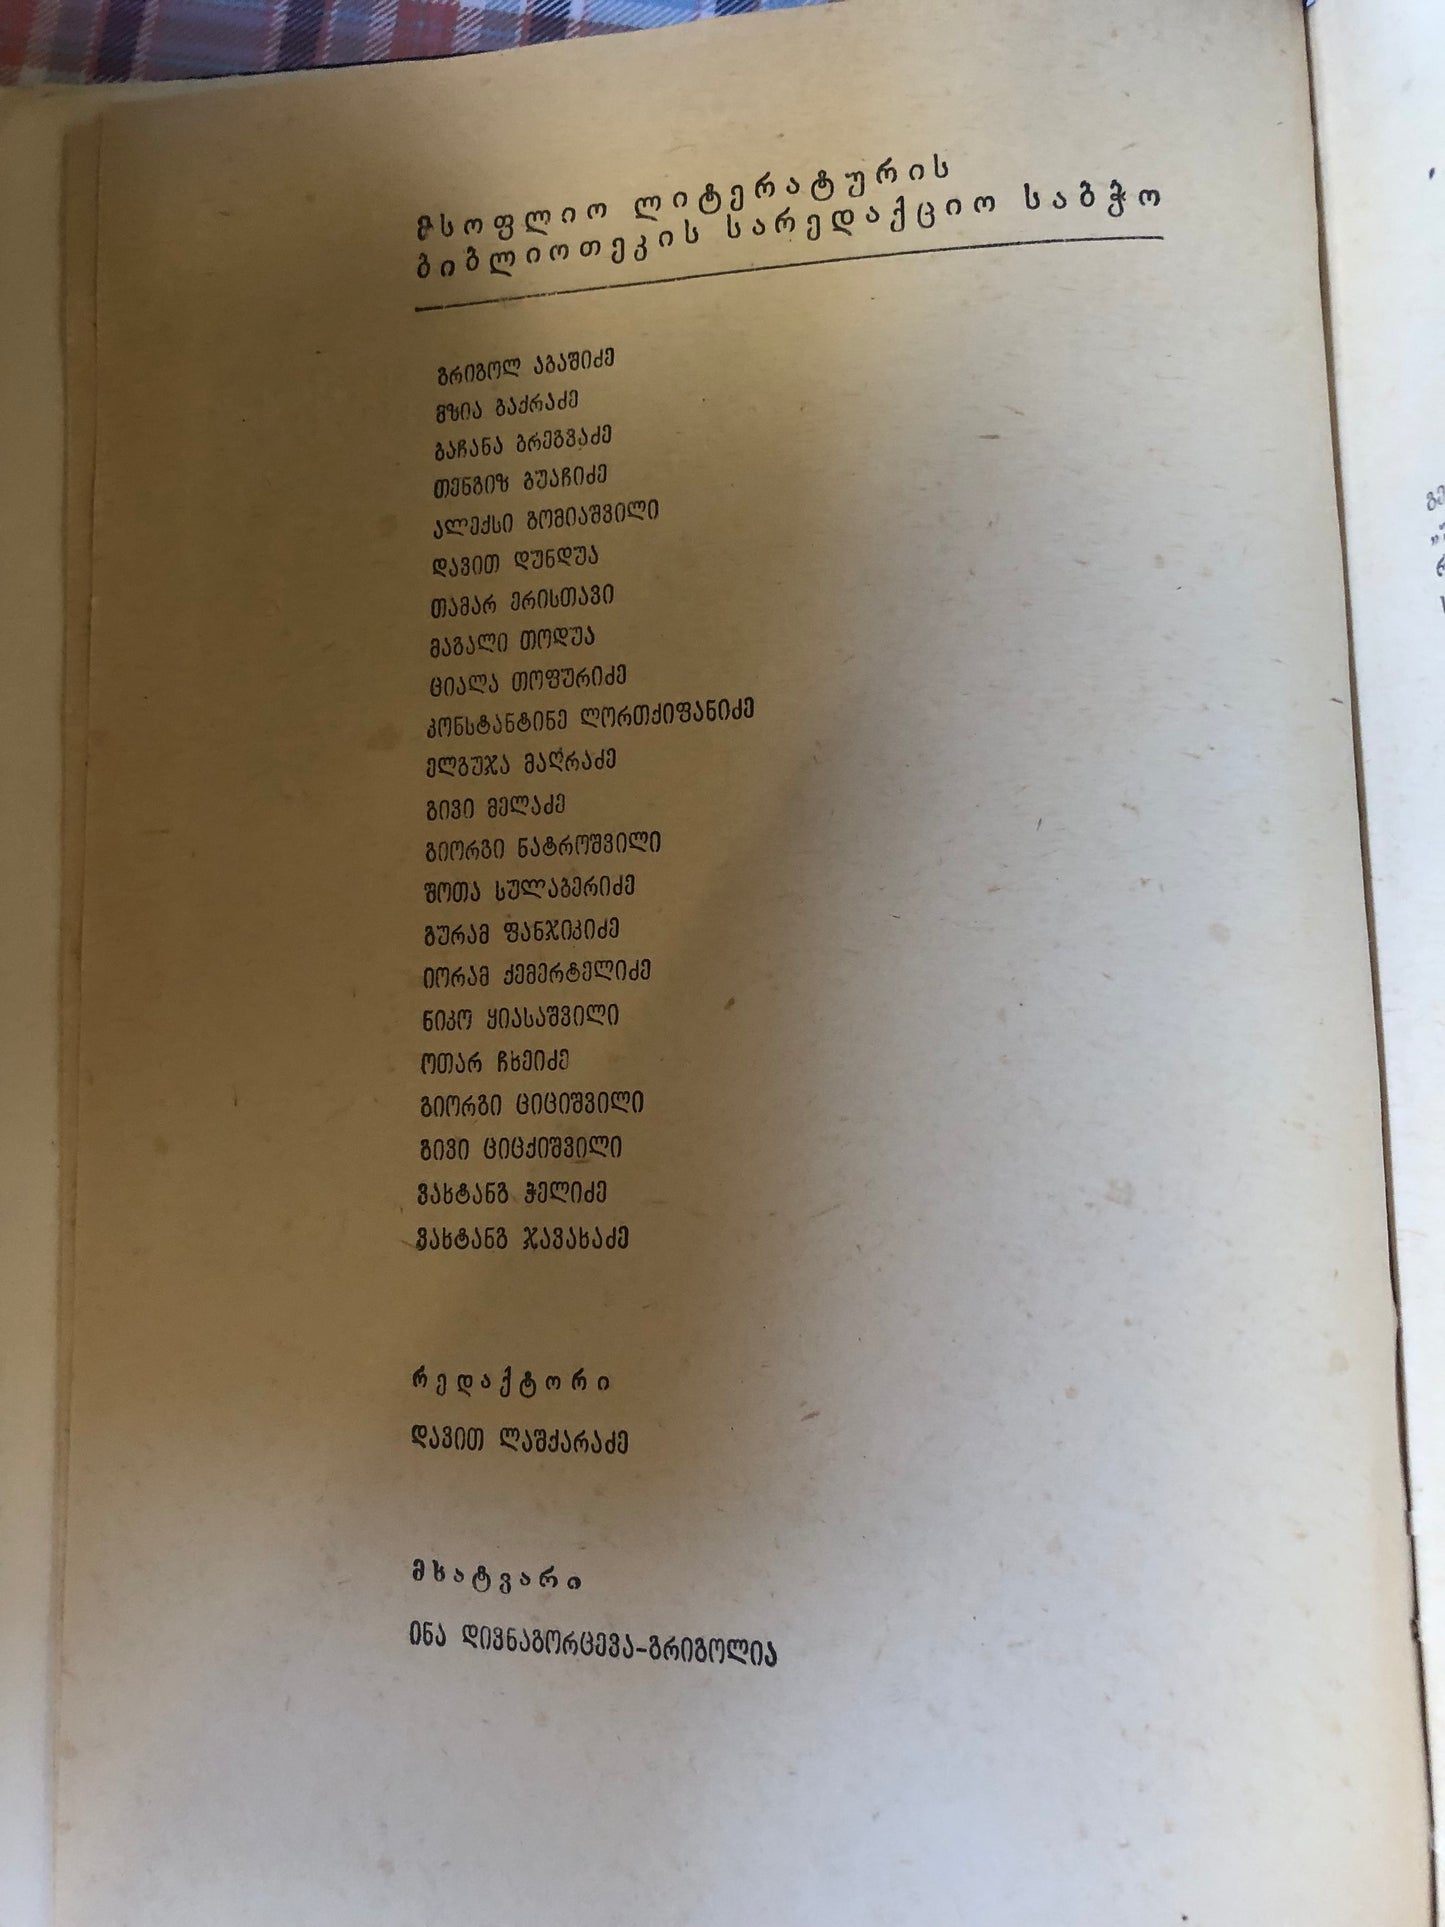 მსოფლიო ლიტერატურის
ბიბლიოთეკის სარედაქციო საბჭო
გრიგოლ აბაშიძე
მზია ბაქრაძე
ბაჩანა ბრეგვაძე
თენგიზ ბუაჩიძე
ალექსი გომიაშვილი
დავით დუნდუა
თამარ ერისთავი
მაგალი თოდუა
ციალა თოფურიძე
კონსტანტინე ლორთქიფანიძე
ელგუჯა მაღრაძე
გივი მელაძე
გიორგი ნატროშვილი
შოთა სულაბერიძე
გურამ ფანჯიკიძე
იორამ ქემერტელიძე
ნიკო ყიასაშვილი
ოთარ ჩხეიძე
გიორგი ციციშვილი
გივი ციცქიშვილი
ვახტანგ ჭელიძე
ვახტანგ ჯავახაძე
რედაქტორი
დავით ლაშქარაძე
მხატვარი
ინა დივნაგორცევა-გრიგოლია